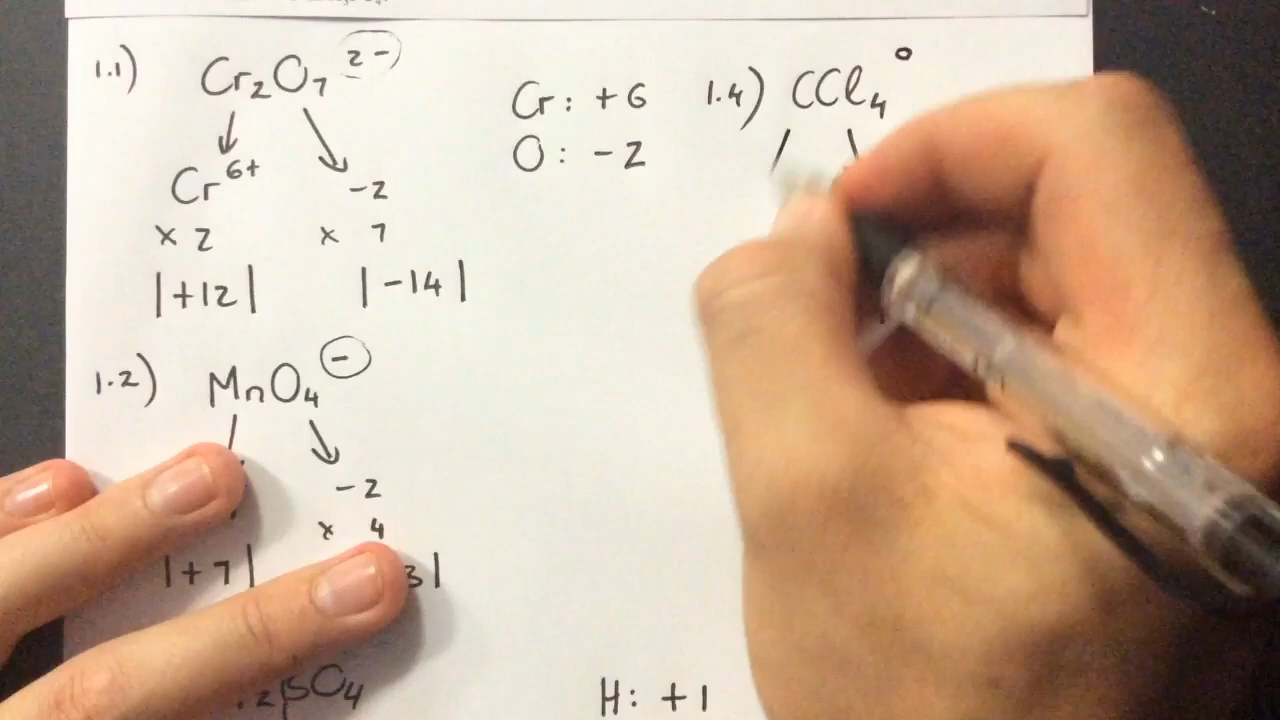 1.1) Cr₂O₇ ²⁻
Cr⁶⁺ -2
× 2 × 7
|+12| |-14|
Cr: +6
O: -2
1.2) MnO₄ ⁻
-2
× 4
|+7|
H: +1
1.4) CCl₄ ⁰